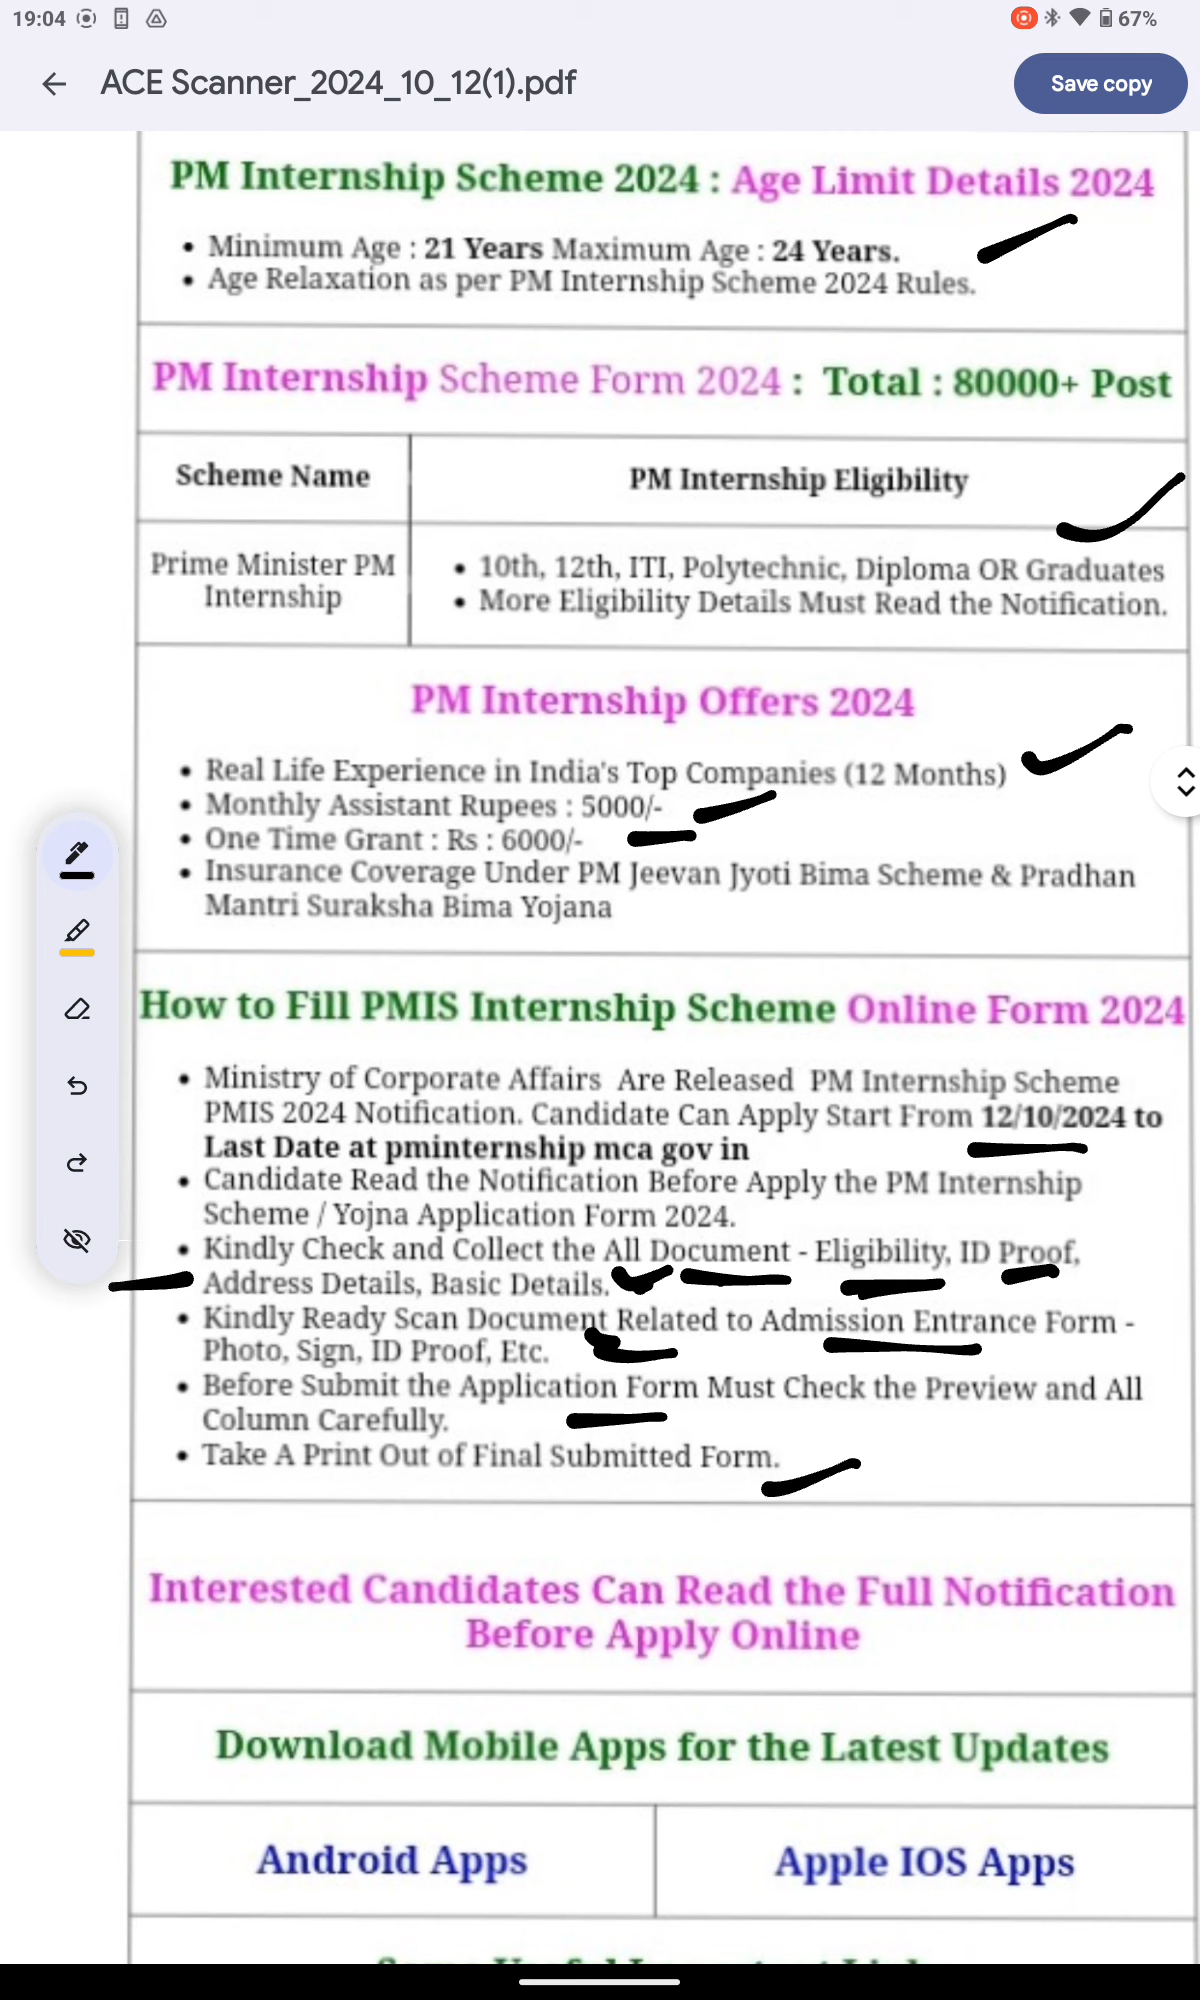 19:04
67%
ACE Scanner_2024_10_12(1).pdf
Save copy
PM Internship Scheme 2024 : Age Limit Details 2024
• Minimum Age : 21 Years Maximum Age : 24 Years.
• Age Relaxation as per PM Internship Scheme 2024 Rules.
PM Internship Scheme Form 2024 : Total : 80000+ Post
Scheme Name
PM Internship Eligibility
Prime Minister PM
Internship
• 10th, 12th, ITI, Polytechnic, Diploma OR Graduates
• More Eligibility Details Must Read the Notification.
PM Internship Offers 2024
• Real Life Experience in India's Top Companies (12 Months)
• Monthly Assistant Rupees : 5000/-
• One Time Grant : Rs : 6000/-
• Insurance Coverage Under PM Jeevan Jyoti Bima Scheme & Pradhan
Mantri Suraksha Bima Yojana
How to Fill PMIS Internship Scheme Online Form 2024
• Ministry of Corporate Affairs Are Released PM Internship Scheme
PMIS 2024 Notification. Candidate Can Apply Start From 12/10/2024 to
Last Date at pminternship mca gov in
• Candidate Read the Notification Before Apply the PM Internship
Scheme / Yojna Application Form 2024.
• Kindly Check and Collect the All Document - Eligibility, ID Proof,
Address Details, Basic Details.
• Kindly Ready Scan Document Related to Admission Entrance Form -
Photo, Sign, ID Proof, Etc.
• Before Submit the Application Form Must Check the Preview and All
Column Carefully.
• Take A Print Out of Final Submitted Form.
Interested Candidates Can Read the Full Notification
Before Apply Online
Download Mobile Apps for the Latest Updates
Android Apps
Apple IOS Apps